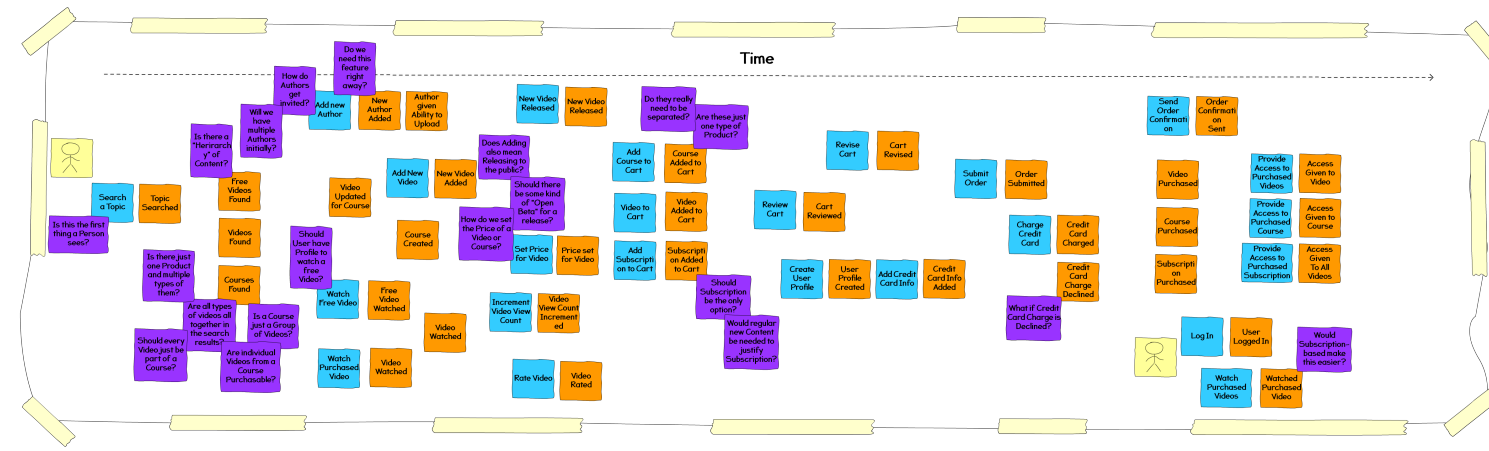 Time
Do we
need this
feature
right
away?
How do
Authors
get
invited?
Will we
have
multiple
Authors
initially?
Is there a
"Herirarch
y" of
Content?
Add new
Author
New
Author
Added
Author
given
Ability to
Upload
New Video
Released
New Video
Released
Do they really
need to be
separated?
Are these just
one type of
Product?
Send
Order
Confirmati
on
Order
Confirmati
on
Sent
Search
a Topic
Topic
Searched
Is this the first
thing a Person
sees?
Free
Videos
Found
Videos
Found
Courses
Found
Video
Updated
for Course
Add New
Video
New Video
Added
Course
Created
Does Adding
also mean
Releasing to
the public?
Should there
be some kind
of "Open
Beta" for a
release?
How do we set
the Price of a
Video or
Course?
Set Price
for Video
Price set
for Video
Add
Course to
Cart
Course
Added to
Cart
Video to
Cart
Video
Added to
Cart
Add
Subscripti
on to Cart
Subscripti
on Added
to Cart
Should
Subscription
be the only
option?
Would regular
new Content
be needed to
justify
Subscription?
Revise
Cart
Cart
Revised
Review
Cart
Cart
Reviewed
Create
User
Profile
User
Profile
Created
Add Credit
Card Info
Credit
Card Info
Added
Submit
Order
Order
Submitted
Charge
Credit
Card
Credit
Card
Charged
Credit
Card
Charge
Declined
What if Credit
Card Charge is
Declined?
Video
Purchased
Course
Purchased
Subscripti
on
Purchased
Provide
Access to
Purchased
Videos
Access
Given to
Video
Provide
Access to
Purchased
Course
Access
Given to
Course
Provide
Access to
Purchased
Subscription
Access
Given
To All
Videos
Is there just
one Product
and multiple
types of
them?
Are all types
of videos all
together in
the search
results?
Is a Course
just a Group
of Videos?
Should every
Video just be
part of a
Course?
Are individual
Videos from a
Course
Purchasable?
Should
User have
Profile to
watch a
free
Video?
Watch
Free Video
Free
Video
Watched
Video
Watched
Watch
Purchased
Video
Video
Watched
Increment
Video View
Count
Video
View Count
Increment
ed
Rate Video
Video
Rated
Log In
User
Logged In
Would
Subscription-
based make
this easier?
Watch
Purchased
Videos
Watched
Purchased
Video